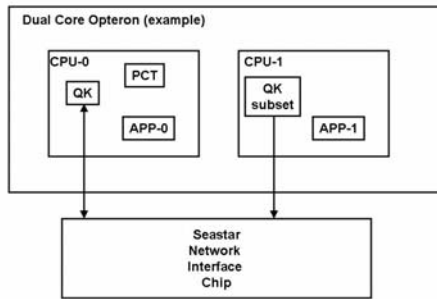 Dual Core Opteron (example)
CPU-0
PCT
QK
APP-0
CPU-1
QK
subset
APP-1
Seastar
Network
Interface
Chip